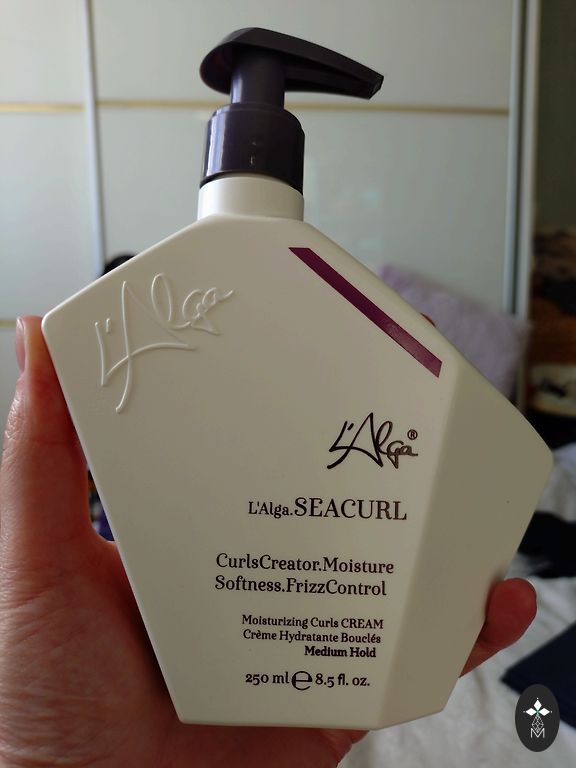 L'Alga
L'Alga®
L'Alga.SEACURL
CurlsCreator.Moisture
Softness.FrizzControl
Moisturizing Curls CREAM
Crème Hydratante Bouclés
Medium Hold
250 ml ℮ 8.5 fl. oz.
M